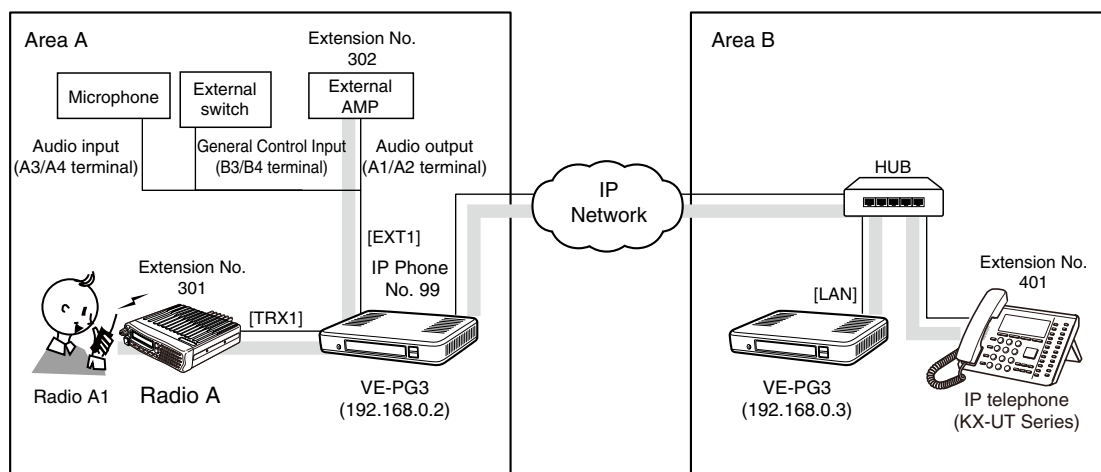 Area A
Extension No.
302
Microphone
External
switch
External
AMP
Audio input
(A3/A4 terminal)
General Control Input
(B3/B4 terminal)
Audio output
(A1/A2 terminal)
[EXT1]
IP Phone
No. 99
Extension No.
301
[TRX1]
Radio A1
Radio A
VE-PG3
(192.168.0.2)
IP
Network
Area B
HUB
[LAN]
Extension No.
401
VE-PG3
(192.168.0.3)
IP telephone
(KX-UT Series)